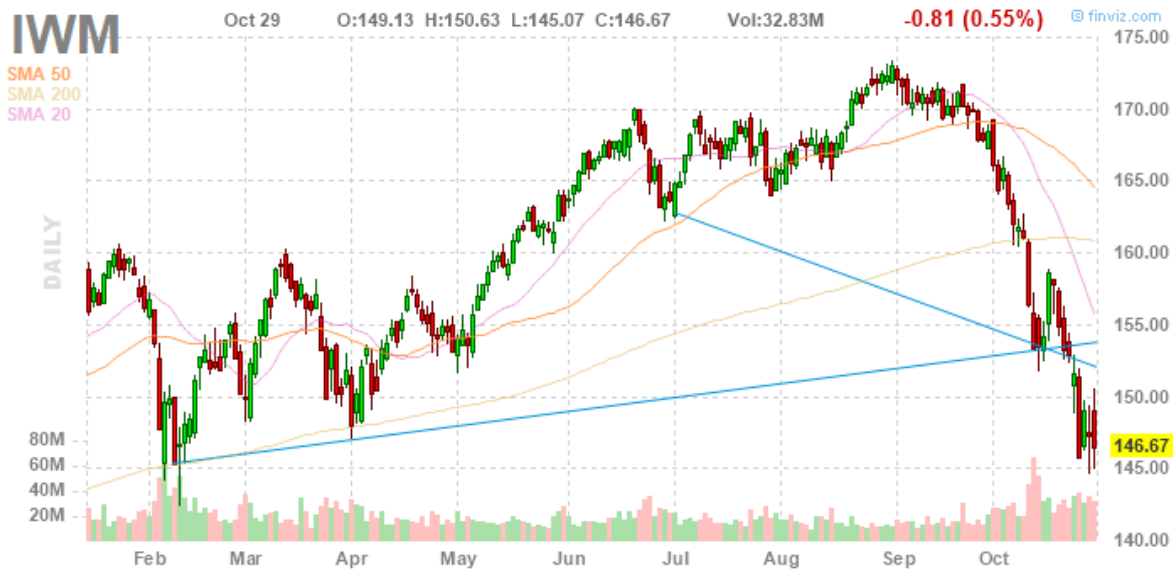 IWM Oct 29 O:149.13 H:150.63 L:145.07 C:146.67 Vol:32.83M -0.81 (0.55%) © finviz.com
SMA 50
SMA 200
SMA 20
DAILY
175.00
170.00
165.00
160.00
155.00
150.00
146.67
145.00
140.00
80M
60M
40M
20M
Feb Mar Apr May Jun Jul Aug Sep Oct